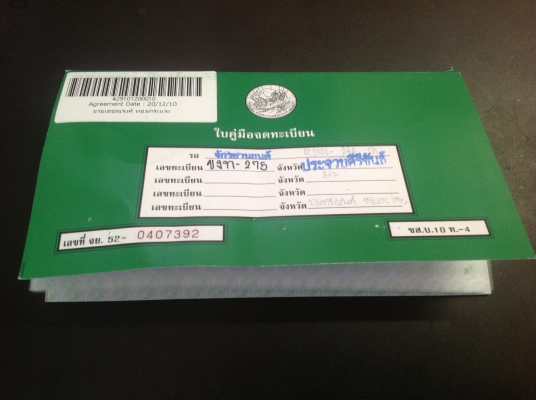 429101200010
Agreement Date : 20/12/10
ใบคู่มือจดทะเบียน
รถ จักรยานยนต์
เลขทะเบียน ขงท-275 จังหวัด ประจวบคีรีขันธ์
เลขทะเบียน จังหวัด
เลขทะเบียน จังหวัด
เลขทะเบียน จังหวัด
เลขที่ จย. 52- 0407392
ขส.บ.10 ท.-4